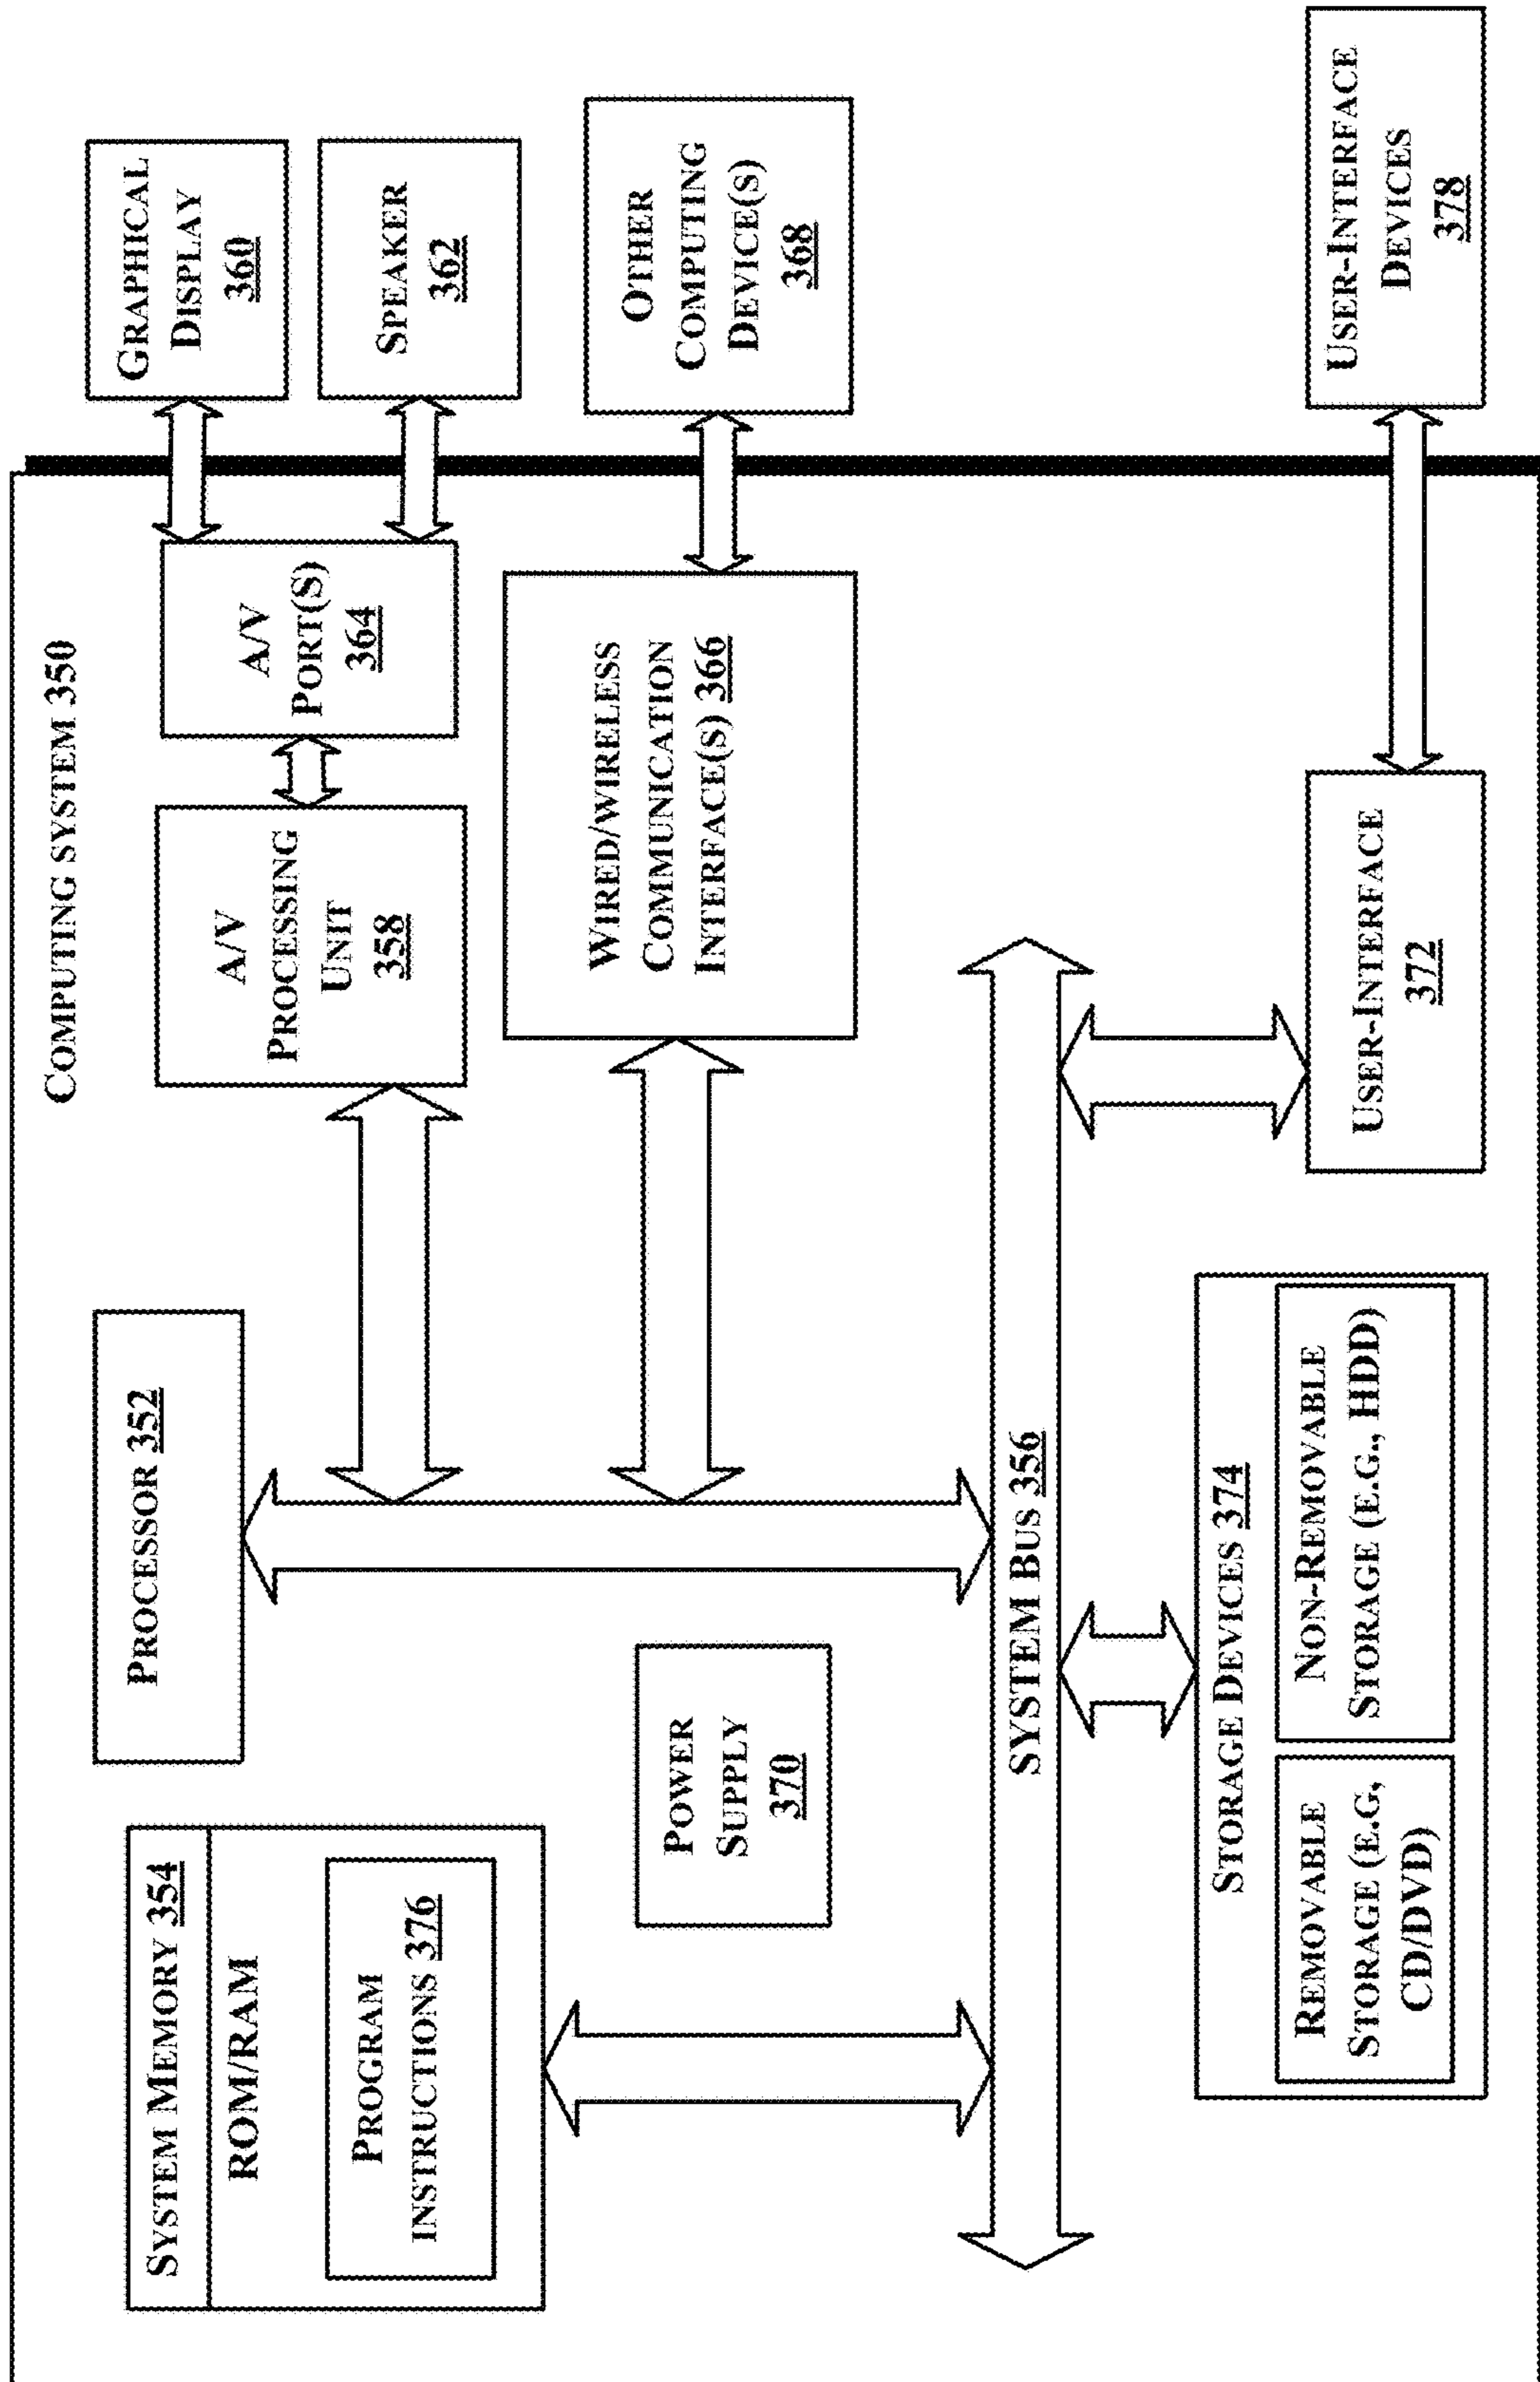 COMPUTING SYSTEM 350
SYSTEM MEMORY 354
ROM/RAM
PROGRAM
INSTRUCTIONS 376
PROCESSOR 352
A/V
PROCESSING
UNIT
358
A/V
PORT(S)
364
GRAPHICAL
DISPLAY
360
SPEAKER
362
WIRED/WIRELESS
COMMUNICATION
INTERFACE(S) 366
OTHER
COMPUTING
DEVICE(S)
368
POWER
SUPPLY
370
SYSTEM BUS 356
STORAGE DEVICES 374
REMOVABLE
STORAGE (E.G,
CD/DVD)
NON-REMOVABLE
STORAGE (E.G., HDD)
USER-INTERFACE
372
USER-INTERFACE
DEVICES
378